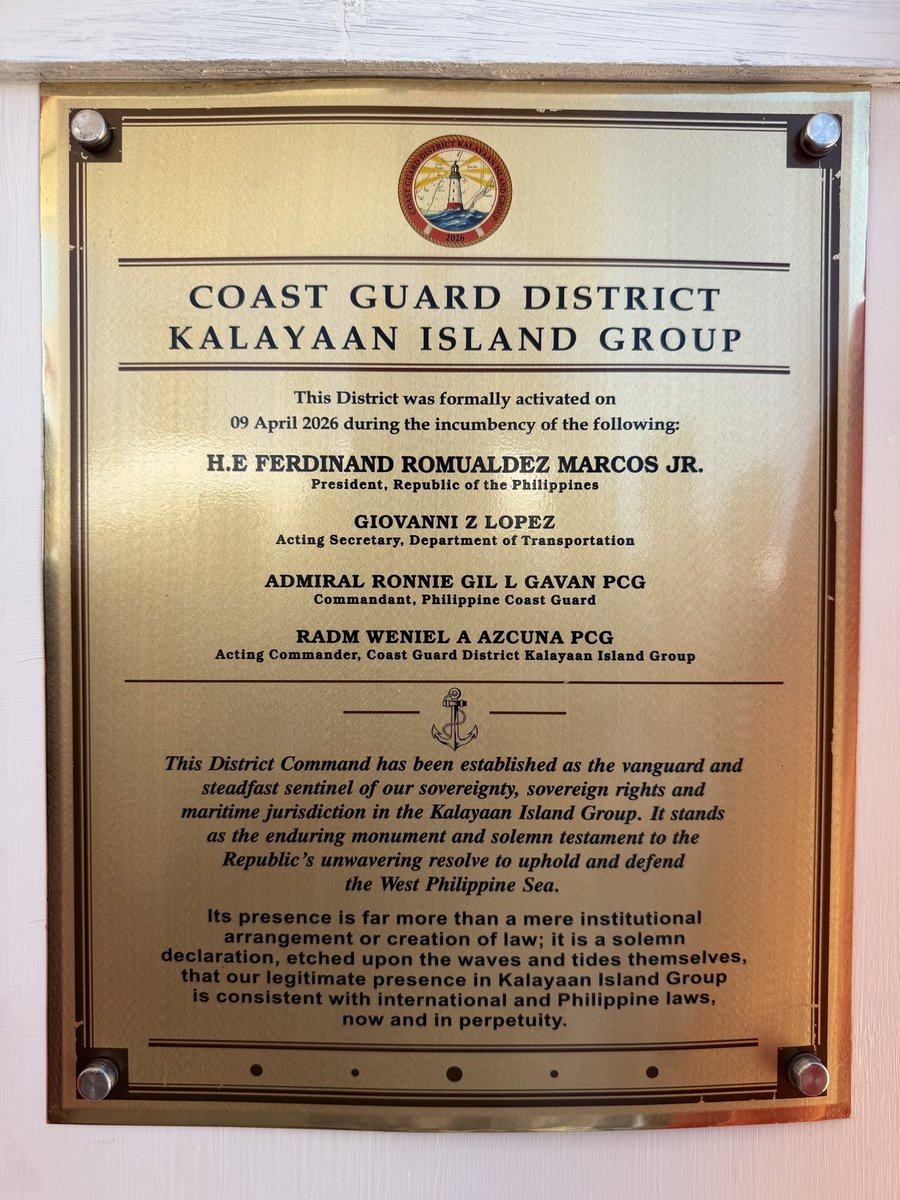 COAST GUARD DISTRICT KALAYAAN ISLAND GROUP
2026
COAST GUARD DISTRICT
KALAYAAN ISLAND GROUP
This District was formally activated on
09 April 2026 during the incumbency of the following:
H.E FERDINAND ROMUALDEZ MARCOS JR.
President, Republic of the Philippines
GIOVANNI Z LOPEZ
Acting Secretary, Department of Transportation
ADMIRAL RONNIE GIL L GAVAN PCG
Commandant, Philippine Coast Guard
RADM WENIEL A AZCUNA PCG
Acting Commander, Coast Guard District Kalayaan Island Group
This District Command has been established as the vanguard and
steadfast sentinel of our sovereignty, sovereign rights and
maritime jurisdiction in the Kalayaan Island Group. It stands
as the enduring monument and solemn testament to the
Republic's unwavering resolve to uphold and defend
the West Philippine Sea.
Its presence is far more than a mere institutional
arrangement or creation of law; it is a solemn
declaration, etched upon the waves and tides themselves,
that our legitimate presence in Kalayaan Island Group
is consistent with international and Philippine laws,
now and in perpetuity.